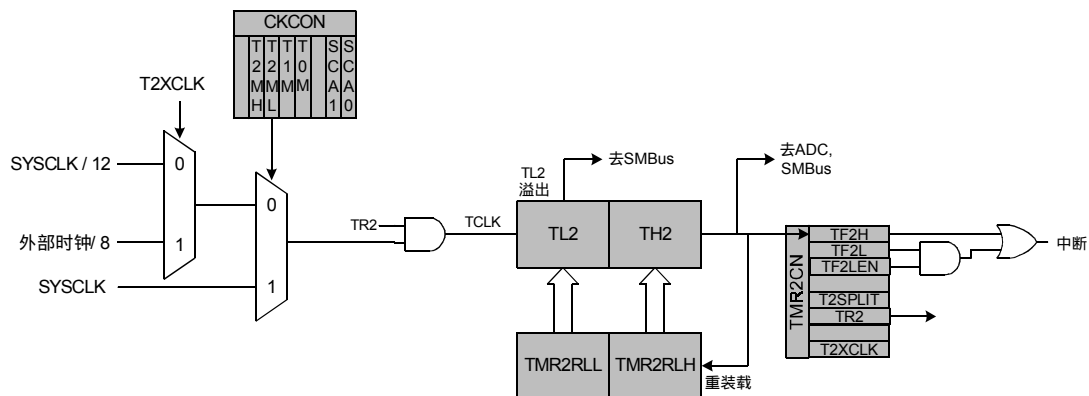 CKCON
T2MH
T2ML
T1M
T0M
SCA1
SCA0
T2XCLK
SYSCLK / 12
0
外部时钟/ 8
1
SYSCLK
0
1
TR2
TCLK
TL2
溢出
去SMBus
去ADC,
SMBus
TL2
TH2
TMR2RLL
TMR2RLH
重装载
TMR2CN
TF2H
TF2L
TF2LEN
T2SPLIT
TR2
T2XCLK
中断